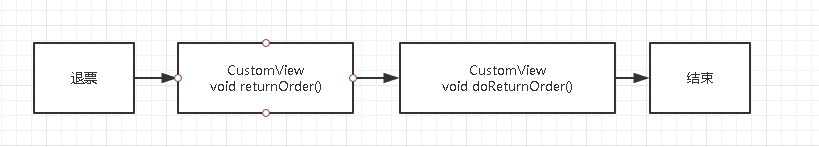 退票
CustomView
void returnOrder()
CustomView
void doReturnOrder()
结束